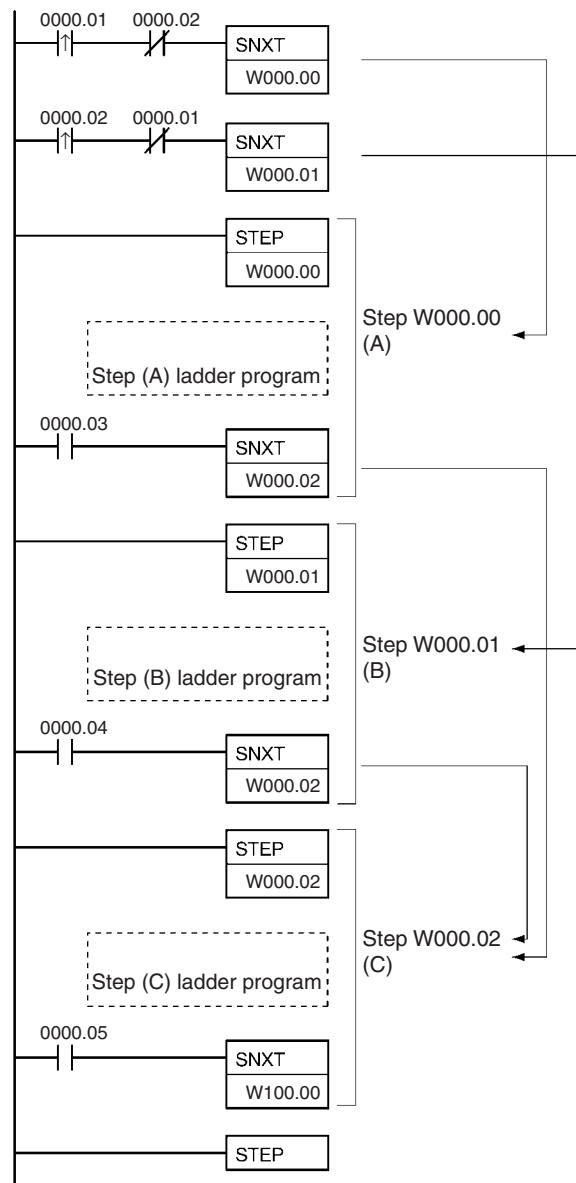 0000.01 0000.02
SNXT
W000.00
0000.02 0000.01
SNXT
W000.01
STEP
W000.00
Step W000.00
(A)
Step (A) ladder program
0000.03
SNXT
W000.02
STEP
W000.01
Step W000.01
(B)
Step (B) ladder program
0000.04
SNXT
W000.02
STEP
W000.02
Step W000.02
(C)
Step (C) ladder program
0000.05
SNXT
W100.00
STEP